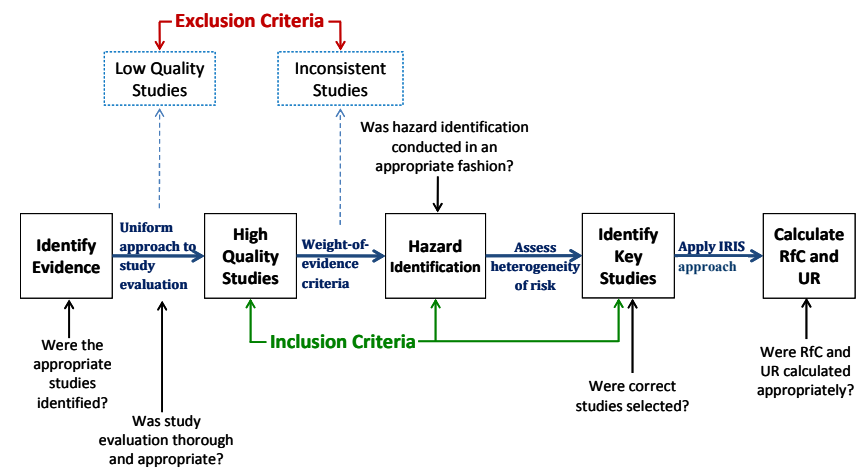 Exclusion Criteria
Low Quality
Studies
Inconsistent
Studies
Was hazard identification
conducted in an
appropriate fashion?
Identify
Evidence
Uniform
approach to
study
evaluation
High
Quality
Studies
Weight-of-
evidence
criteria
Hazard
Identification
Assess
heterogeneity
of risk
Identify
Key
Studies
Apply IRIS
approach
Calculate
RfC and
UR
Inclusion Criteria
Were the
appropriate
studies
identified?
Was study
evaluation thorough
and appropriate?
Were correct
studies selected?
Were RfC and
UR calculated
appropriately?